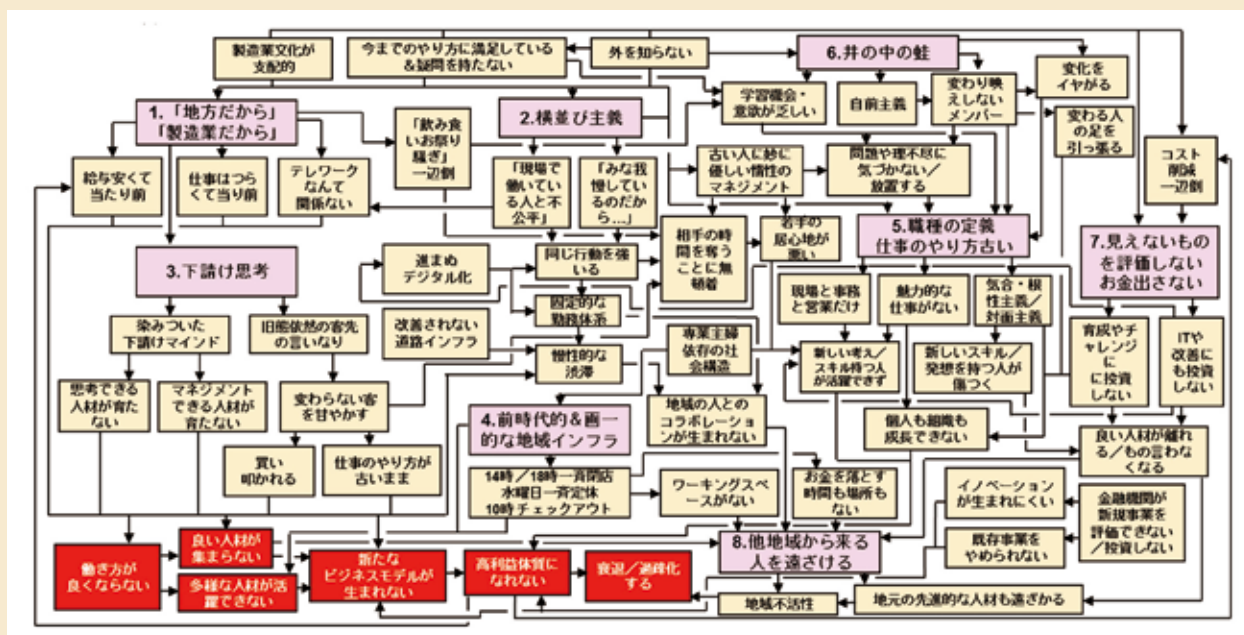 製造業文化が
支配的
今までのやり方に満足している
&疑問を持たない
外を知らない
6.井の中の蛙
変化を
イヤがる
1.「地方だから」
「製造業だから」
2.横並び主義
学習機会・
意欲が乏しい
自前主義
変わり映
えしない
メンバー
変わる人
の足を
引っ張る
「飲み食
いお祭り
騒ぎ」
一辺倒
給与安くて
当たり前
仕事はつら
くて当り前
テレワーク
なんて
関係ない
「現場で
働いてい
る人と不
公平」
「みな我
慢してい
るのだか
ら…」
古い人に妙に
優しい惰性の
マネジメント
問題や理不尽に
気づかない／
放置する
コスト
削減
一辺倒
3.下請け思考
進まぬ
デジタル化
同じ行動を強
いる
相手の時
間を奪う
ことに無
頓着
若手の
居心地が
悪い
5.職種の定義
仕事のやり方古い
7.見えないもの
を評価しない
お金出さない
染みついた
下請けマインド
旧態依然の客先
の言いなり
改善されない
道路インフラ
固定的な
勤務体系
慢性的な
渋滞
専業主婦
依存の社
会構造
現場と事務
と営業だけ
魅力的な
仕事がない
気合・根
性主義／
対面主義
新しい考え／
スキル持つ人
が活躍できず
新しいスキル／
発想を持つ人が
傷つく
育成やチ
ャレンジ
に
に投資
しない
ITや
改善に
も投資
しない
思考できる
人材が育た
ない
マネジメント
できる人材が
育たない
変わらない客
を甘やかす
4.前時代的&画一
的な地域インフラ
地域の人との
コラボレーショ
ンが生まれない
個人も組織も
成長できない
良い人材が離れ
る／もの言わな
くなる
買い
叩かれる
仕事のやり方が
古いまま
14時／18時一斉閉店
水曜日一斉定休
10時チェックアウト
ワーキングスペ
ースがない
お金を落とす
時間も場所も
ない
イノベーション
が生まれにくい
金融機関が
新規事業を
評価できない
／投資しない
既存事業を
やめられない
働き方が
良くならない
良い人材が
集まらない
多様な人材が活
躍できない
新たな
ビジネスモデルが
生まれない
高利益体質に
なれない
衰退／過疎化
する
8.他地域から来る
人を遠ざける
地域不活性
地元の先進的な人材も遠ざかる